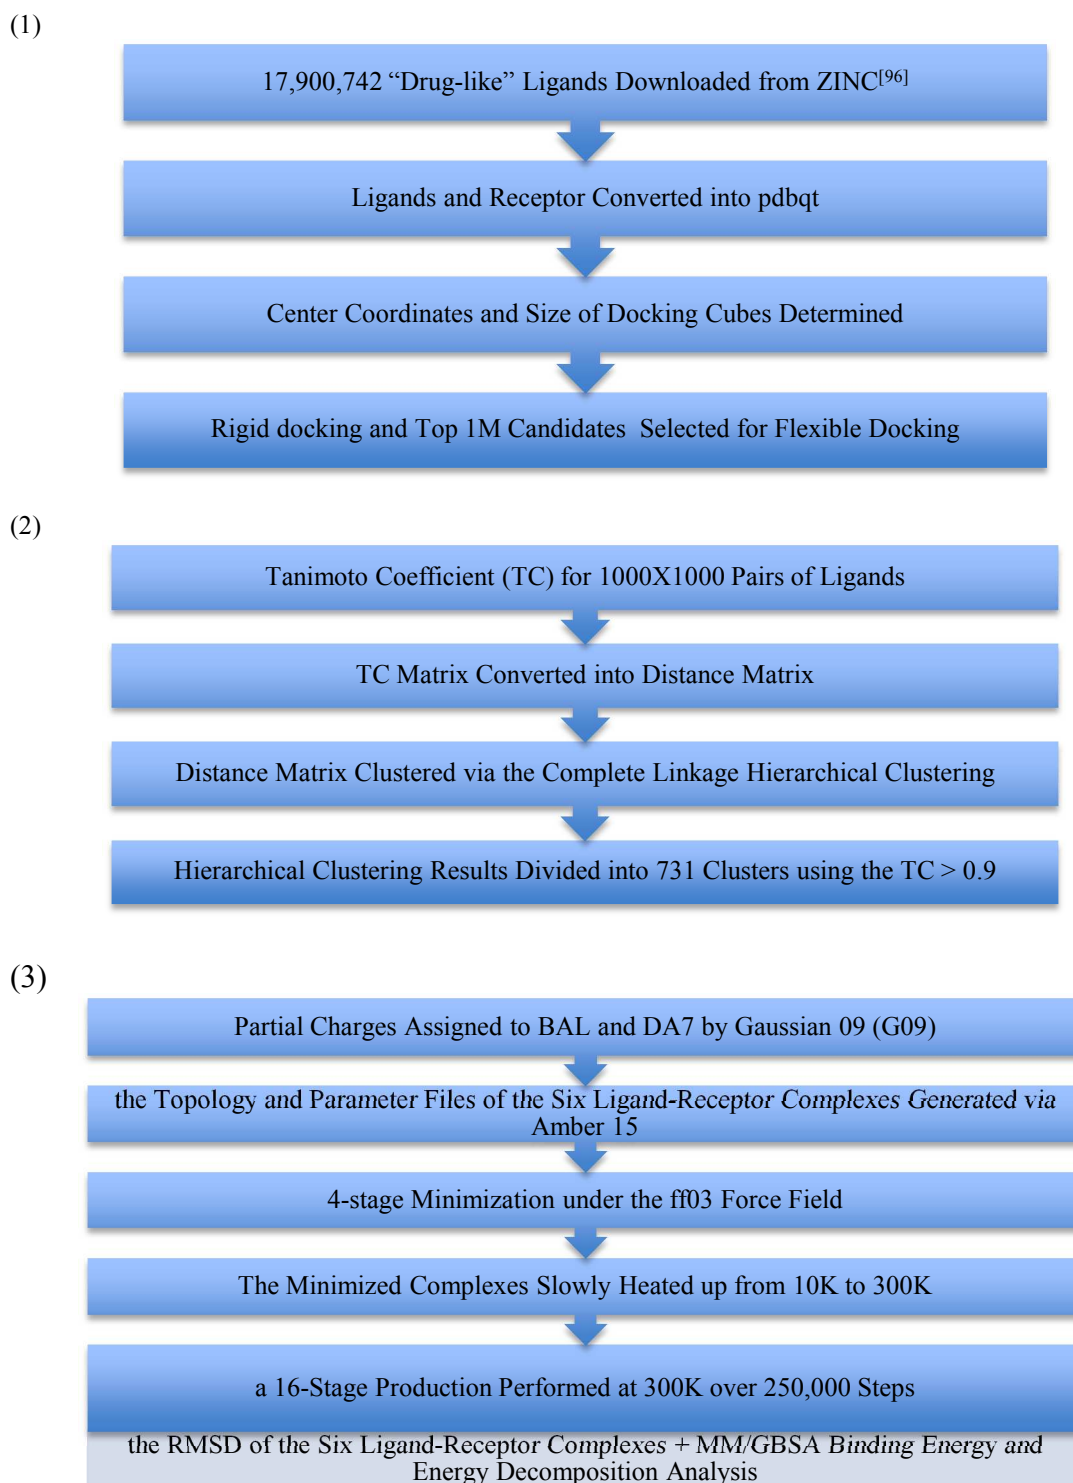 (1)
17,900,742 “Drug-like” Ligands Downloaded from ZINC[96]
Ligands and Receptor Converted into pdbqt
Center Coordinates and Size of Docking Cubes Determined
Rigid docking and Top 1M Candidates Selected for Flexible Docking
(2)
Tanimoto Coefficient (TC) for 1000X1000 Pairs of Ligands
TC Matrix Converted into Distance Matrix
Distance Matrix Clustered via the Complete Linkage Hierarchical Clustering
Hierarchical Clustering Results Divided into 731 Clusters using the TC > 0.9
(3)
Partial Charges Assigned to BAL and DA7 by Gaussian 09 (G09)
the Topology and Parameter Files of the Six Ligand-Receptor Complexes Generated via
Amber 15
4-stage Minimization under the ff03 Force Field
The Minimized Complexes Slowly Heated up from 10K to 300K
a 16-Stage Production Performed at 300K over 250,000 Steps
the RMSD of the Six Ligand-Receptor Complexes + MM/GBSA Binding Energy and
Energy Decomposition Analysis